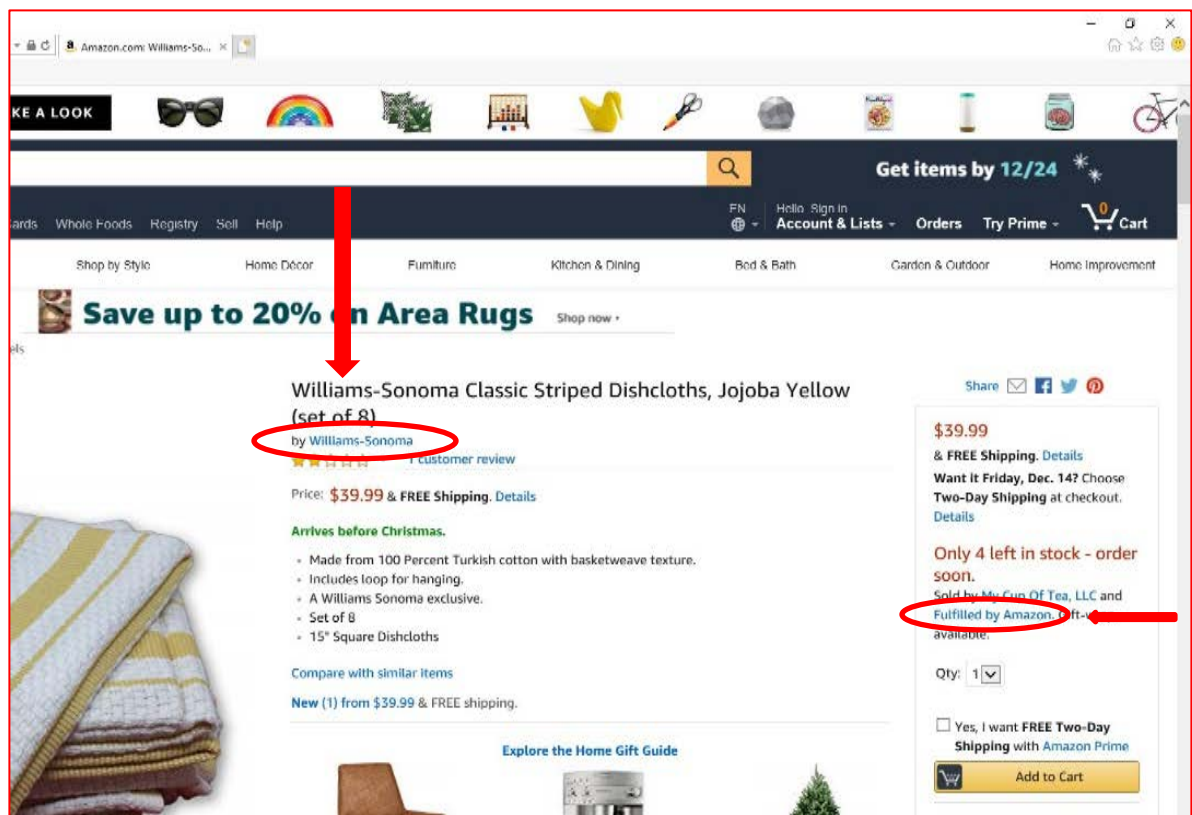 Amazon.com: Williams-So...
KE A LOOK
Get items by 12/24
ards Whole Foods Registry Sell Help
EN
Hello. Sign in
Account & Lists
Orders
Try Prime
0
Cart
Shop by Style
Home Décor
Furniture
Kitchen & Dining
Bed & Bath
Garden & Outdoor
Home Improvement
Save up to 20% on Area Rugs
Shop now
els
Williams-Sonoma Classic Striped Dishcloths, Jojoba Yellow
(set of 8)
by Williams-Sonoma
1 customer review
Price: $39.99 & FREE Shipping. Details
Arrives before Christmas.
Made from 100 Percent Turkish cotton with basketweave texture.
Includes loop for hanging.
A Williams Sonoma exclusive.
Set of 8
15" Square Dishcloths
Compare with similar items
New (1) from $39.99 & FREE shipping.
Explore the Home Gift Guide
Share
$39.99
& FREE Shipping. Details
Want it Friday, Dec. 14? Choose
Two-Day Shipping at checkout.
Details
Only 4 left in stock - order
soon.
Sold by My Cup Of Tea, LLC and
Fulfilled by Amazon.
available.
Qty: 1
Yes, I want FREE Two-Day
Shipping with Amazon Prime
Add to Cart